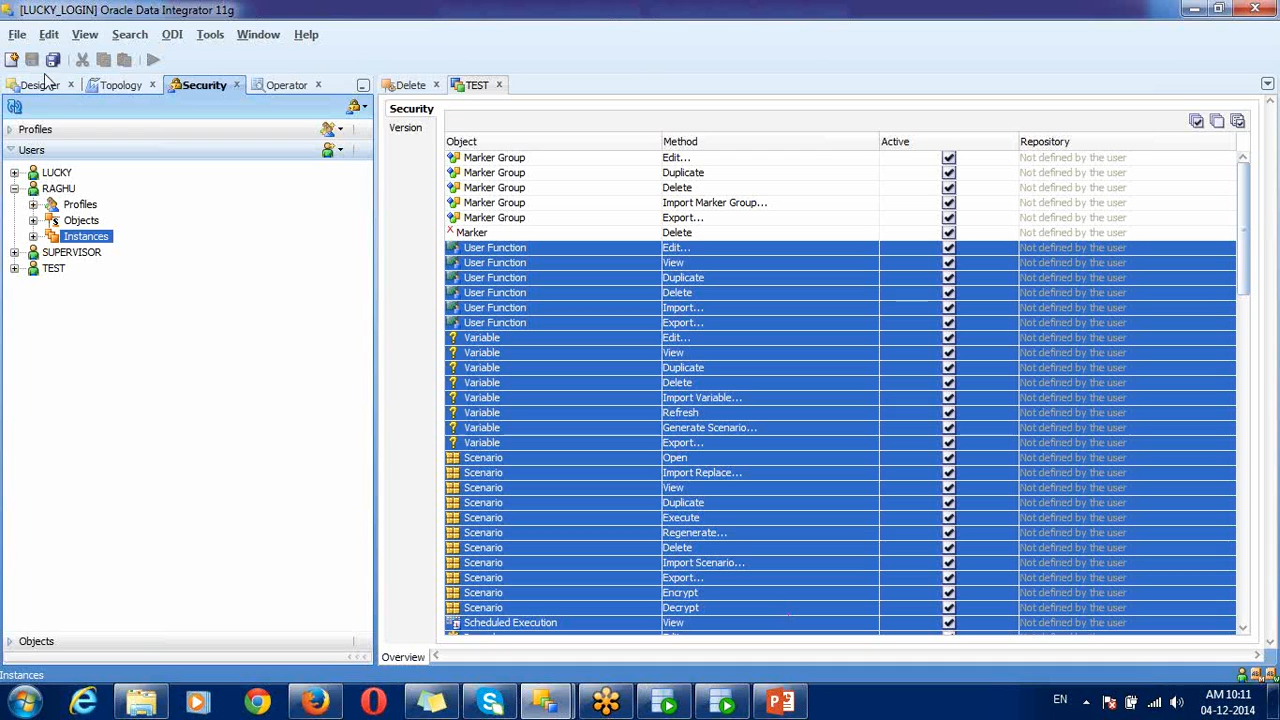 [LUCKY_LOGIN] Oracle Data Integrator 11g
File Edit View Search ODI Tools Window Help
Designer Topology Security Operator Delete TEST
Profiles
Users
LUCKY
RAGHU
Profiles
Objects
Instances
SUPERVISOR
TEST
Objects
Instances
Security
Version
Object Method Active Repository
Marker Group Edit... Not defined by the user
Marker Group Duplicate Not defined by the user
Marker Group Delete Not defined by the user
Marker Group Import Marker Group... Not defined by the user
Marker Group Export... Not defined by the user
Marker Delete Not defined by the user
User Function Edit... Not defined by the user
User Function View Not defined by the user
User Function Duplicate Not defined by the user
User Function Delete Not defined by the user
User Function Import... Not defined by the user
User Function Export... Not defined by the user
Variable Edit... Not defined by the user
Variable View Not defined by the user
Variable Duplicate Not defined by the user
Variable Delete Not defined by the user
Variable Import Variable... Not defined by the user
Variable Refresh Not defined by the user
Variable Generate Scenario... Not defined by the user
Variable Export... Not defined by the user
Scenario Open Not defined by the user
Scenario Import Replace... Not defined by the user
Scenario View Not defined by the user
Scenario Duplicate Not defined by the user
Scenario Execute Not defined by the user
Scenario Regenerate... Not defined by the user
Scenario Delete Not defined by the user
Scenario Import Scenario... Not defined by the user
Scenario Export... Not defined by the user
Scenario Encrypt Not defined by the user
Scenario Decrypt Not defined by the user
Scheduled Execution View Not defined by the user
Overview
EN
AM 10:11
04-12-2014